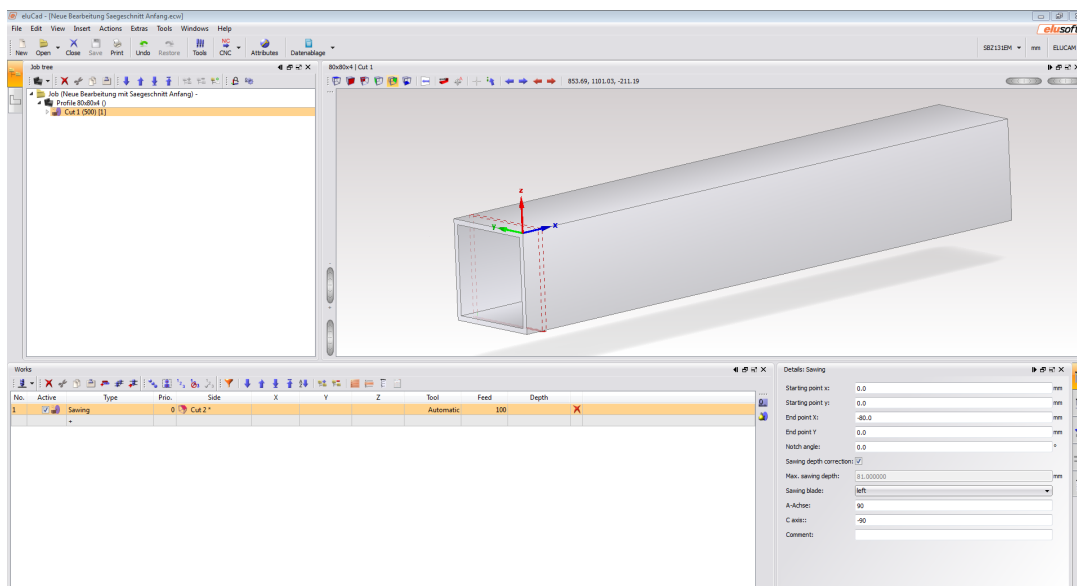 eluCad - [Neue Bearbeitung Saegeschnitt Anfang.ecw]
File Edit View Insert Actions Extras Tools Windows Help
elusoft
New Open Close Save Print Undo Restore Tools CNC Attributes Datenablage
SBZ131EM mm ELUCAM
Job tree
Job (Neue Bearbeitung mit Saegeschnitt Anfang) -
Profile 80x80x4 ()
Cut 1 (500) [1]
80x80x4 | Cut 1
853.69, 1101.03, -211.19
z
y x
Works
No. Active Type Prio. Side X Y Z Tool Feed Depth
1 Sawing 0 Cut 2 * Automatic 100
Details: Sawing
Starting point x: 0.0 mm
Starting point y: 0.0 mm
End point X: -80.0 mm
End point Y 0.0 mm
Notch angle: 0.0 °
Sawing depth correction:
Max. sawing depth: 81.000000 mm
Sawing blade: left
A-Achse: 90
C axis:: -90
Comment: